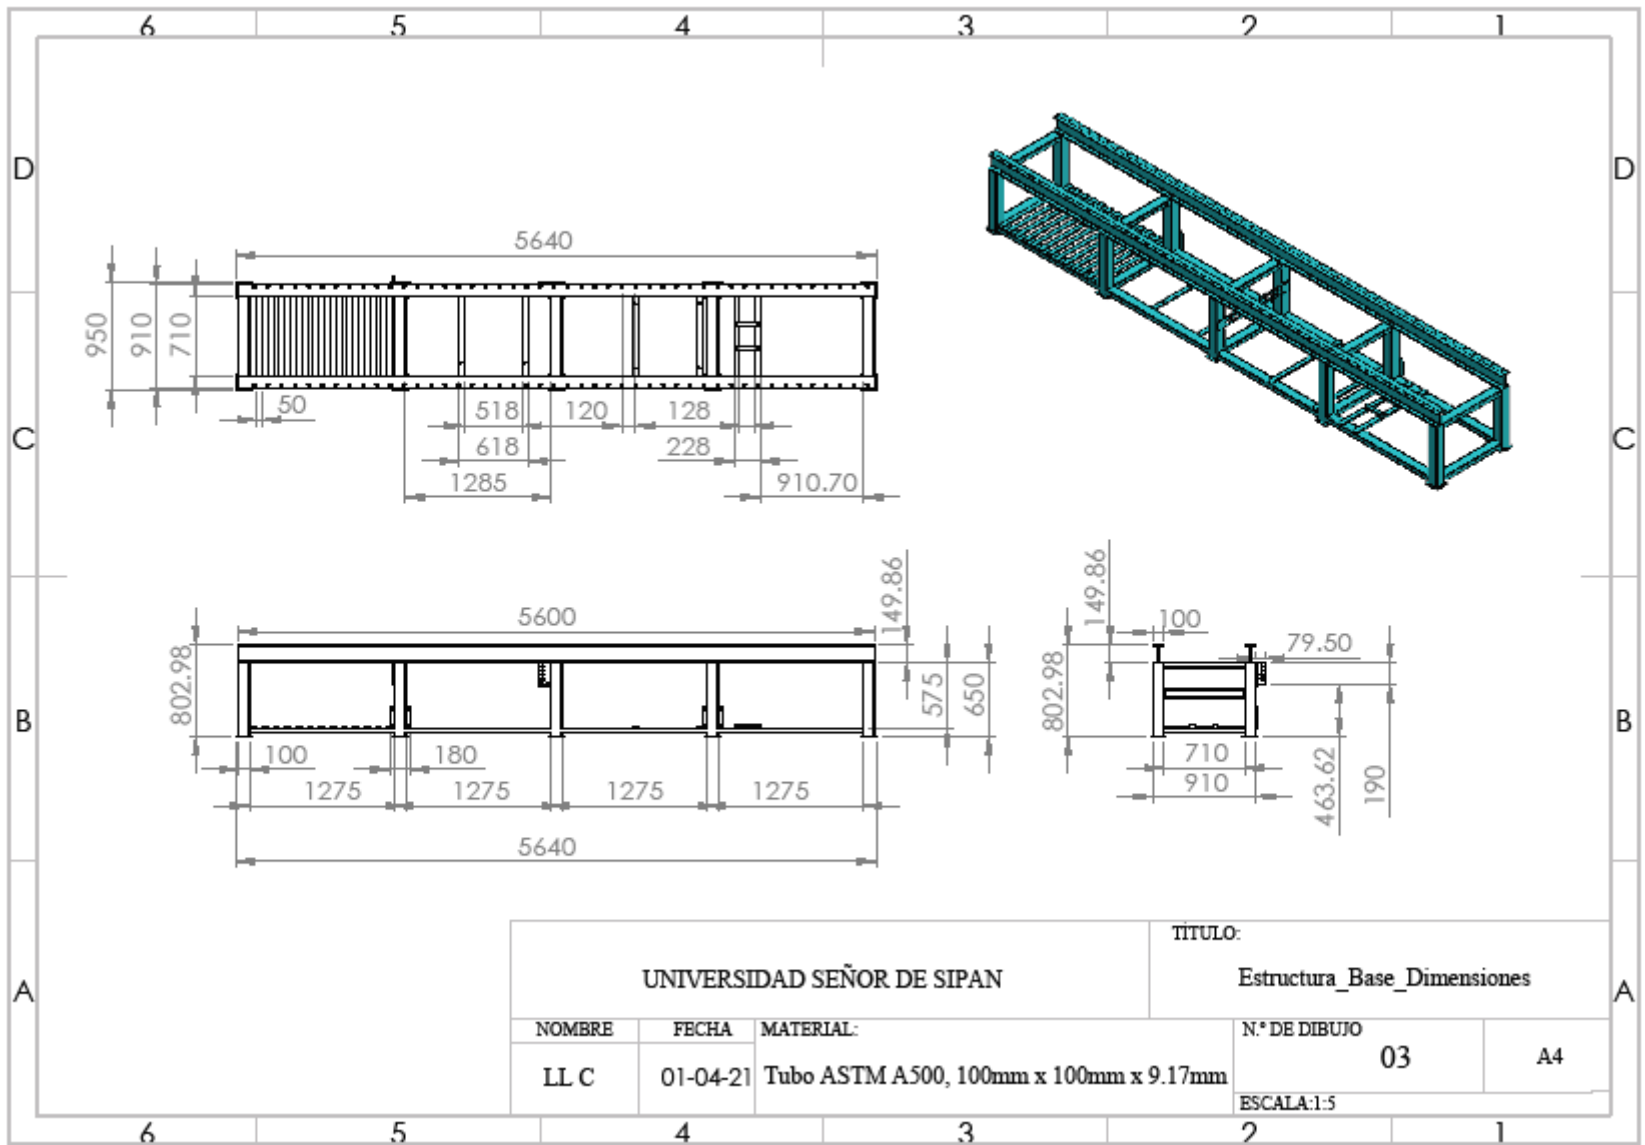 6 5 4 3 2 1
D D
5640
950 910 710
50 518 120 128
618 228
1285 910.70
C C
5600
149.86
802.98
575
650
100 180
1275 1275 1275 1275
5640
149.86
100
79.50
802.98
710
910
463.62
190
B B
A A
UNIVERSIDAD SEÑOR DE SIPAN
TÍTULO:
Estructura_Base_Dimensiones
NOMBRE FECHA MATERIAL:
LL C 01-04-21 Tubo ASTM A500, 100mm x 100mm x 9.17mm
N.º DE DIBUJO
03
A4
ESCALA:1:5
6 5 4 3 2 1